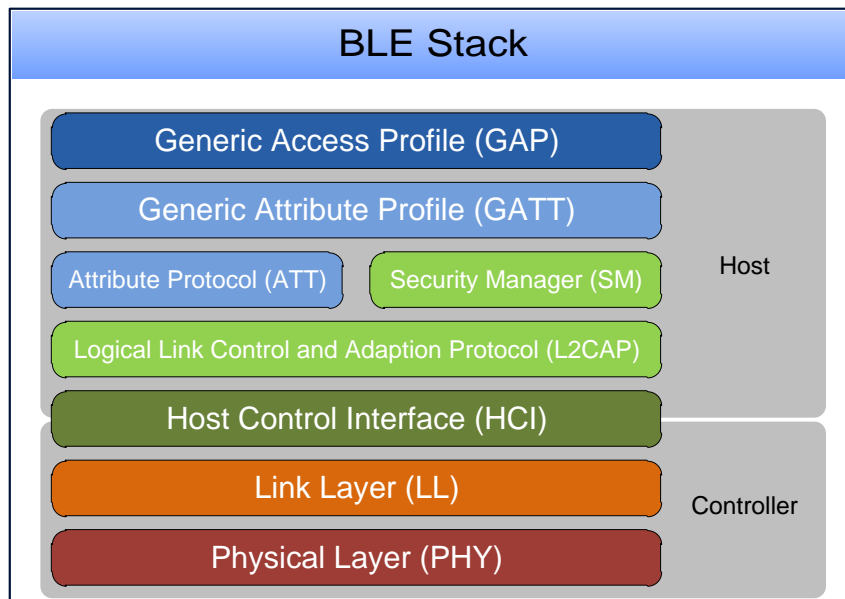 BLE Stack
Generic Access Profile (GAP)
Generic Attribute Profile (GATT)
Attribute Protocol (ATT)
Security Manager (SM)
Host
Logical Link Control and Adaption Protocol (L2CAP)
Host Control Interface (HCI)
Link Layer (LL)
Controller
Physical Layer (PHY)